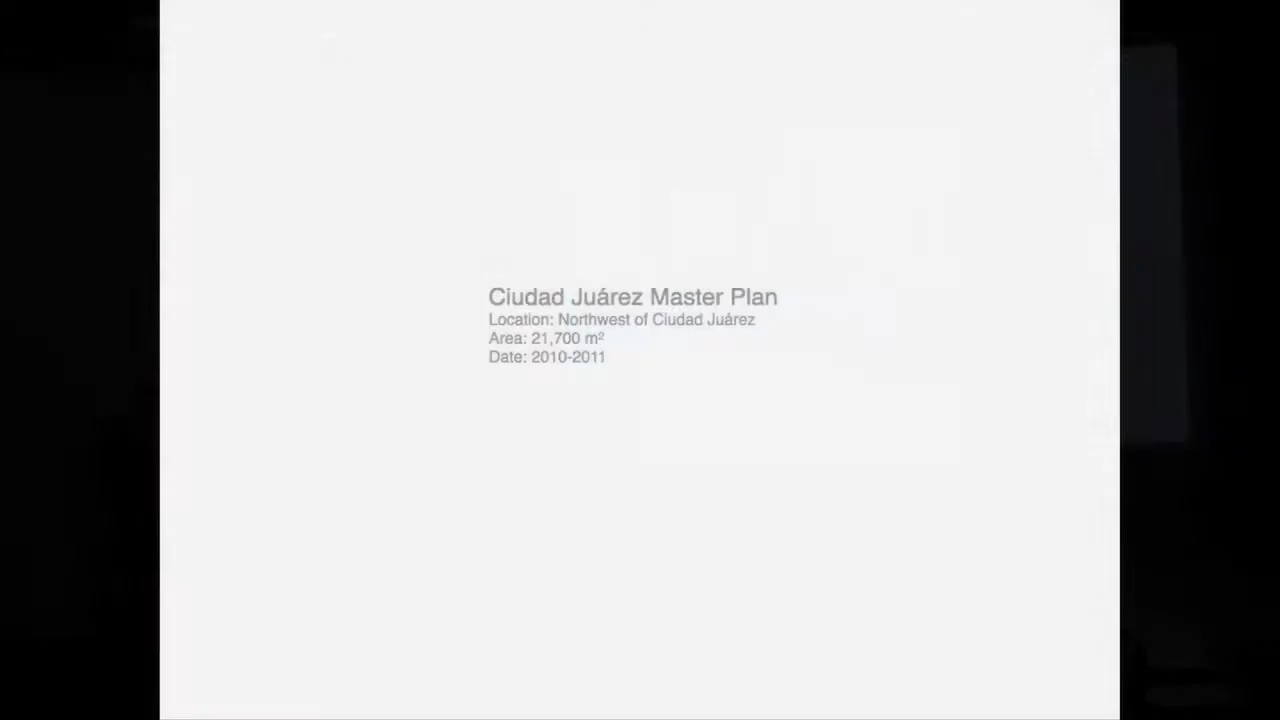 Ciudad Juárez Master Plan
Location: Northwest of Ciudad Juárez
Area: 21,700 m²
Date: 2010-2011